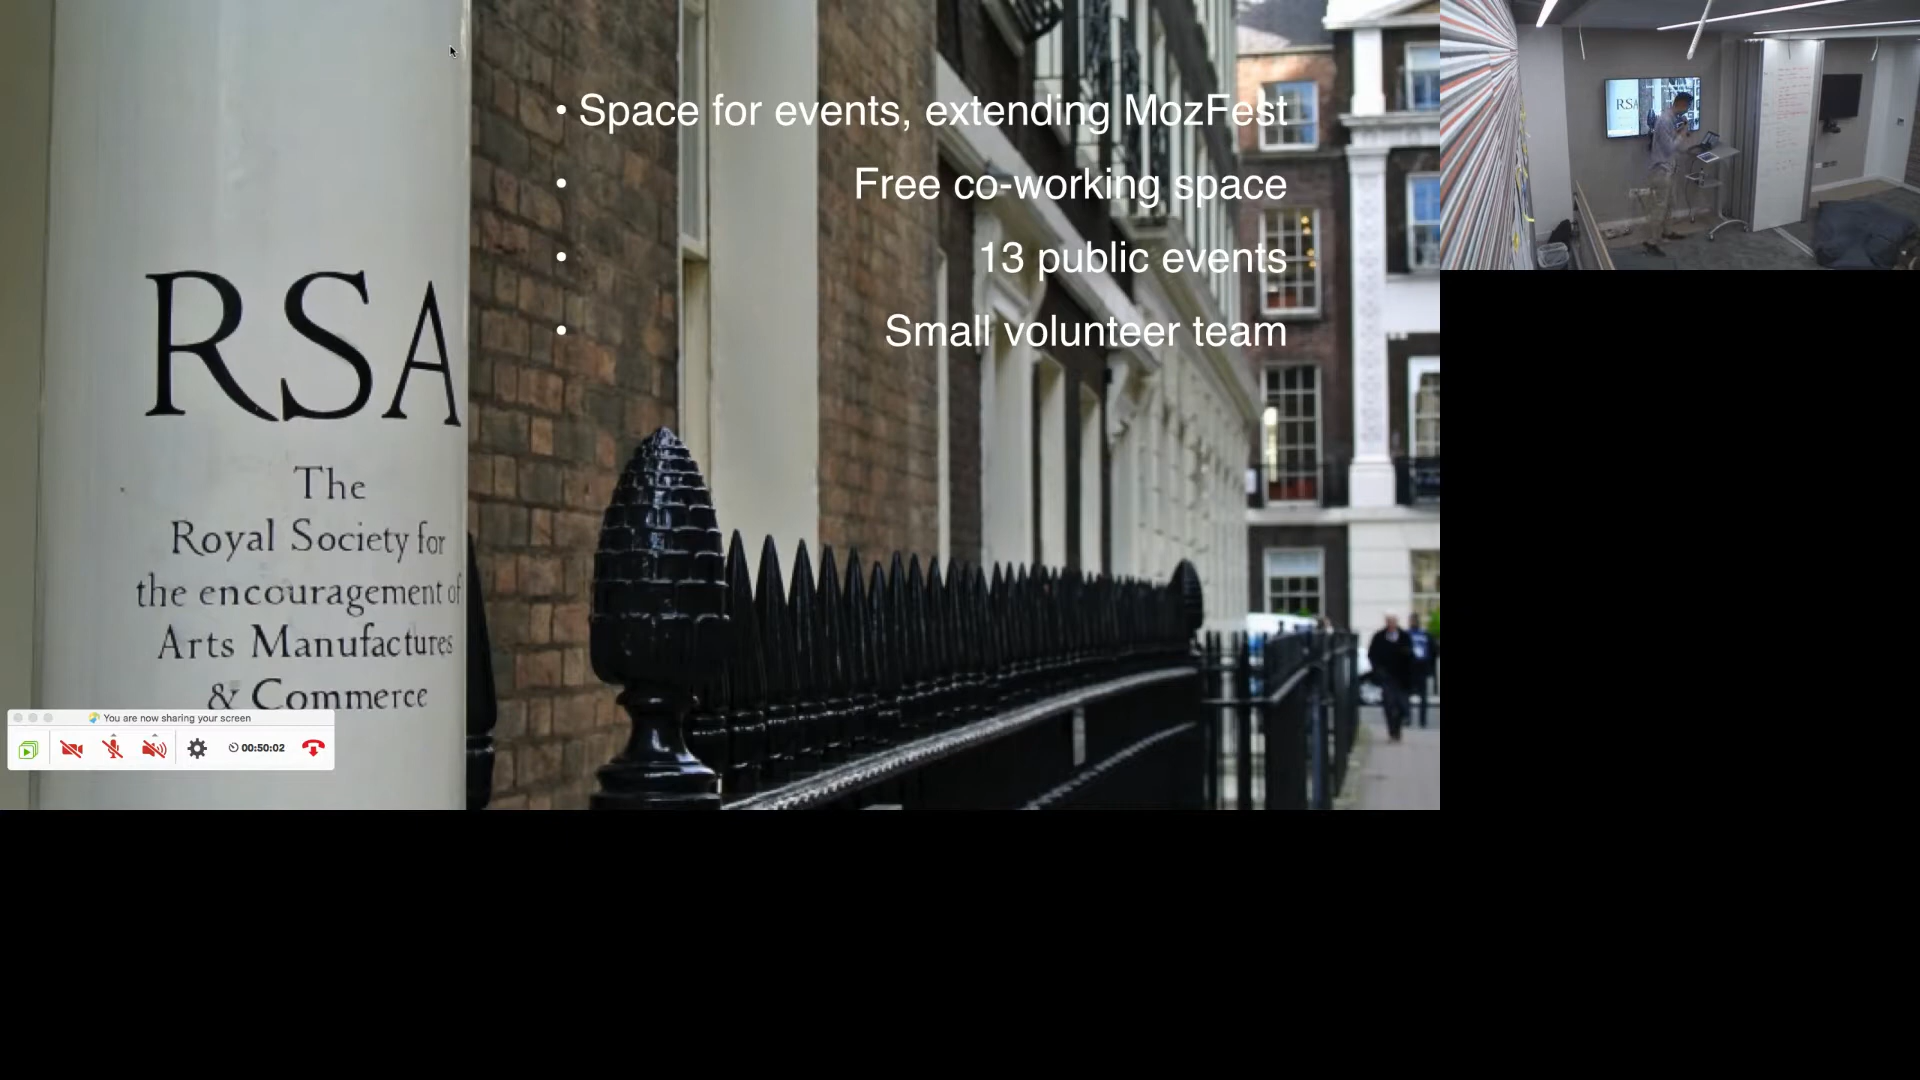 • Space for events, extending MozFest
• Free co-working space
• 13 public events
• Small volunteer team
RSA
The
Royal Society for
the encouragement of
Arts Manufactures
& Commerce
You are now sharing your screen
00:50:02
RSA